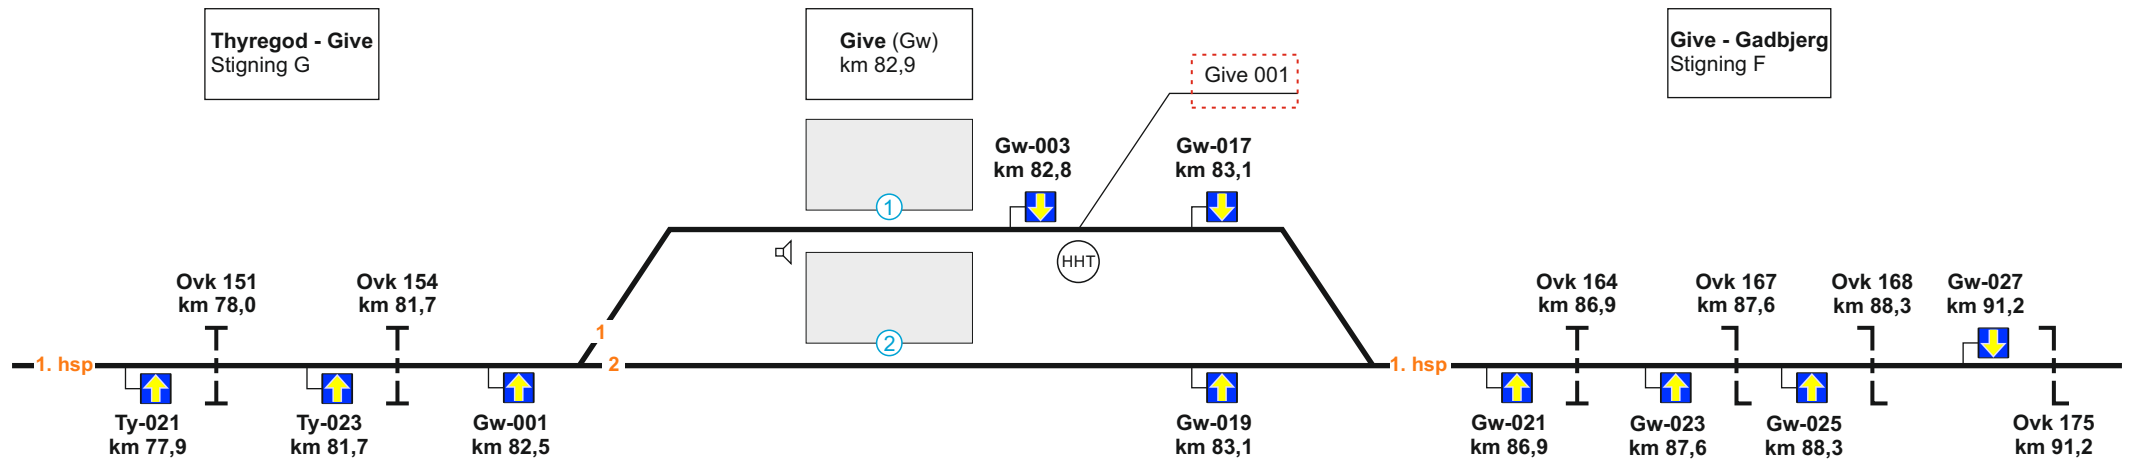 Thyregod - Give
Stigning G
Give (Gw)
km 82,9
Give 001
Give - Gadbjerg
Stigning F
Gw-003
km 82,8
Gw-017
km 83,1
1
HHT
2
Ovk 151
km 78,0
Ovk 154
km 81,7
Ovk 164
km 86,9
Ovk 167
km 87,6
Ovk 168
km 88,3
Gw-027
km 91,2
1
1. hsp
2
1. hsp
Ty-021
km 77,9
Ty-023
km 81,7
Gw-001
km 82,5
Gw-019
km 83,1
Gw-021
km 86,9
Gw-023
km 87,6
Gw-025
km 88,3
Ovk 175
km 91,2